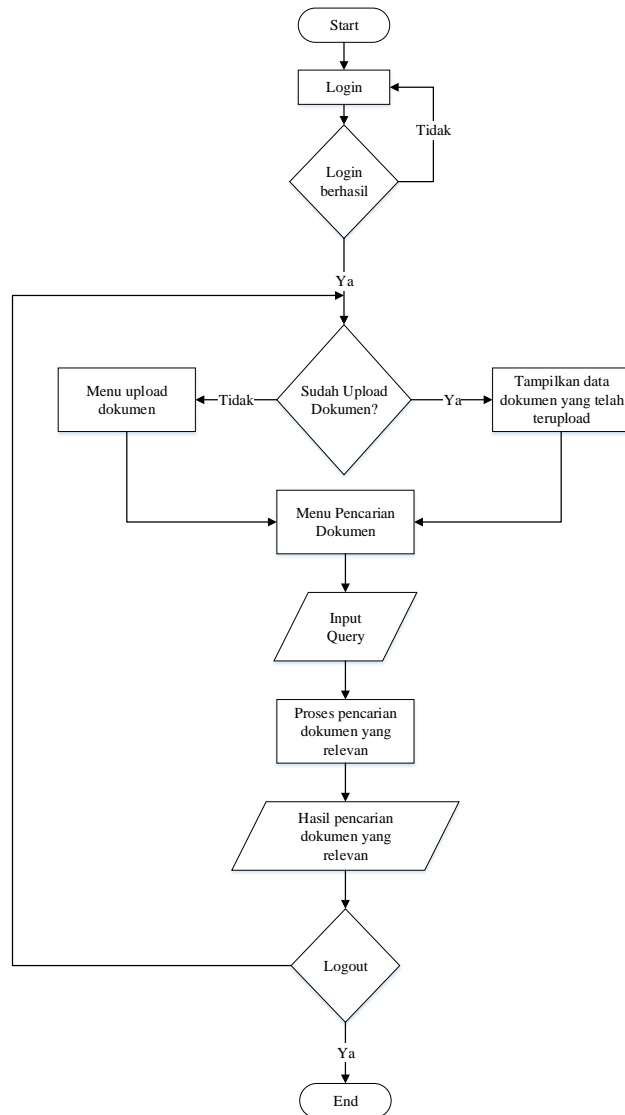 Start
Login
Tidak
Login
berhasil
Ya
Sudah Upload
Dokumen?
Tidak
Menu upload
dokumen
Ya
Tampilkan data
dokumen yang telah
terupload
Menu Pencarian
Dokumen
Input
Query
Proses pencarian
dokumen yang
relevan
Hasil pencarian
dokumen yang
relevan
Logout
Ya
End